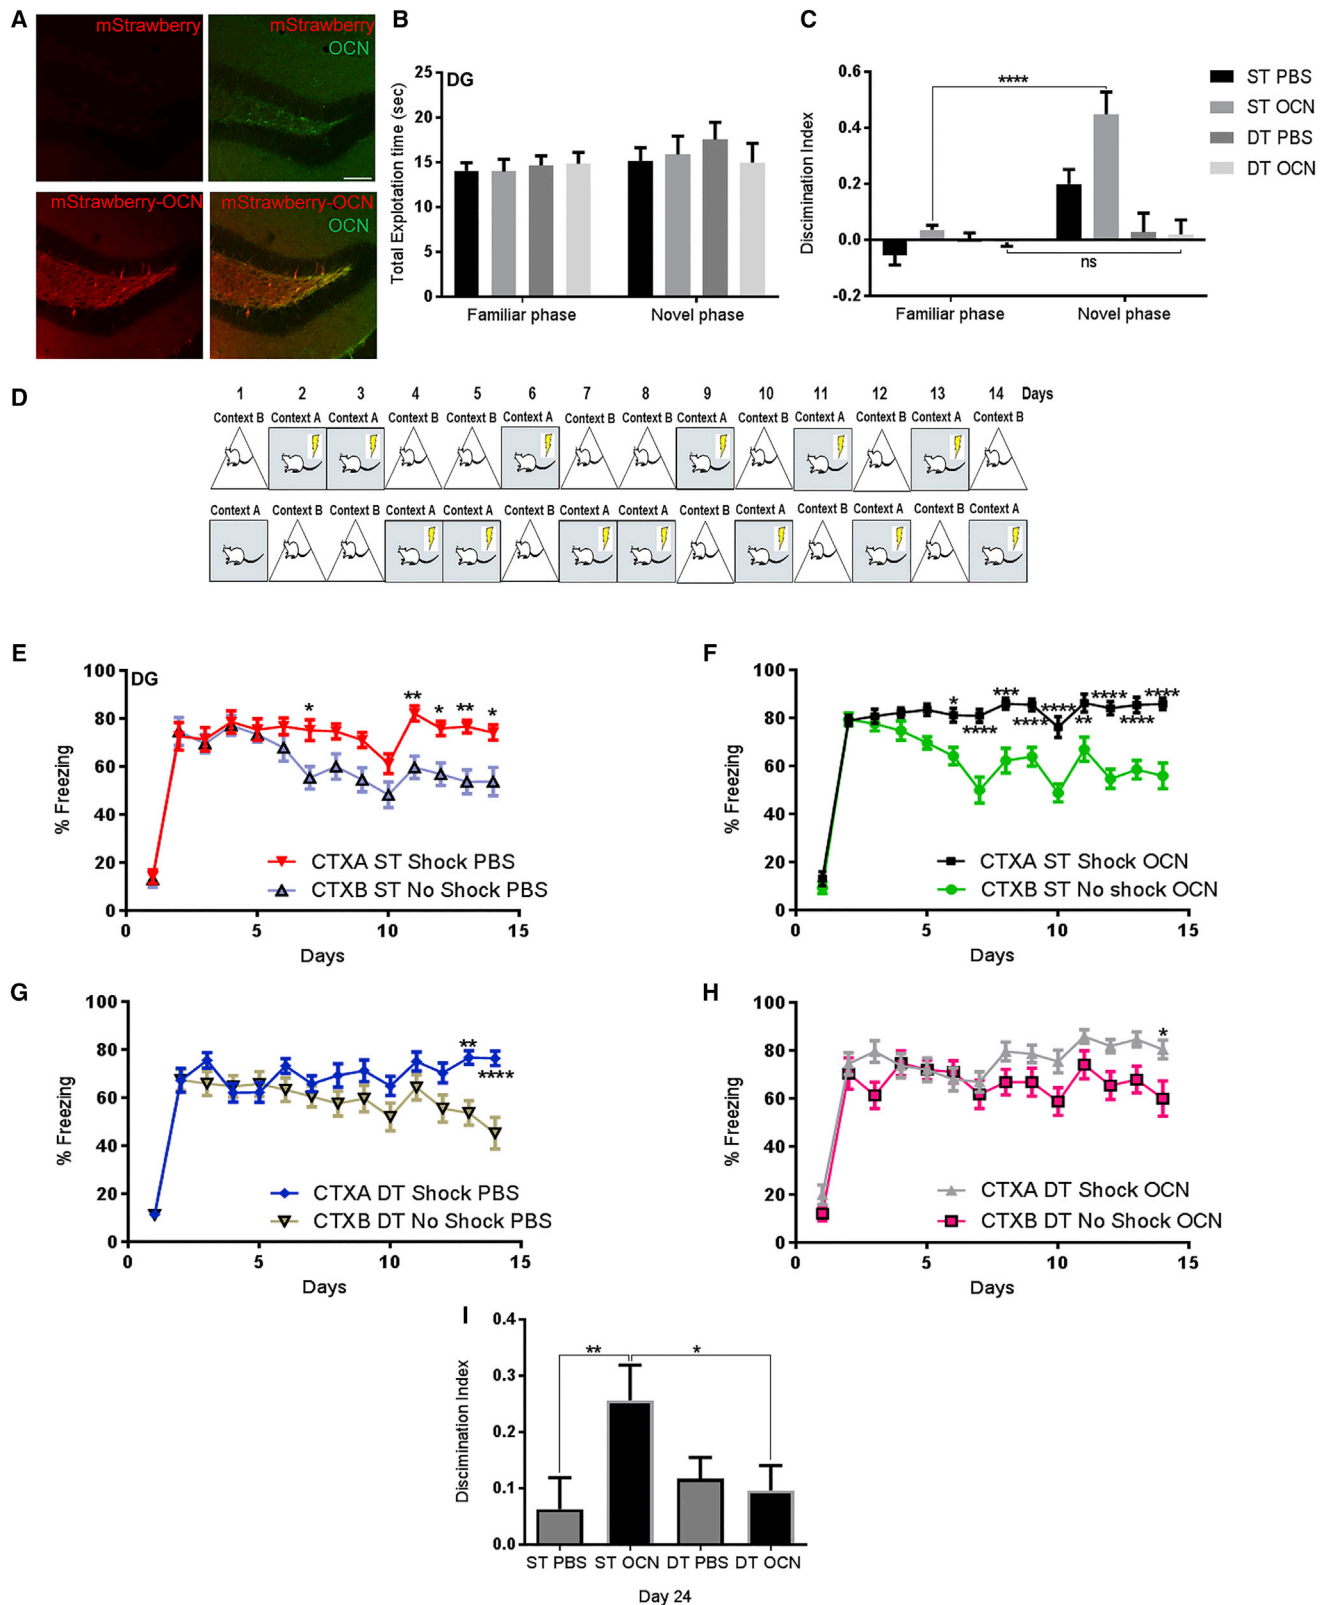 A
mStrawberry
mStrawberry
OCN
mStrawberry-OCN
mStrawberry-OCN
OCN
B
DG
Total Explotation time (sec)
25
20
15
10
5
0
Familiar phase
Novel phase
C
Discimination Index
0.6
0.4
0.2
0.0
-0.2
****
ns
Familiar phase
Novel phase
ST PBS
ST OCN
DT PBS
DT OCN
D
1 2 3 4 5 6 7 8 9 10 11 12 13 14 Days
Context B Context A Context A Context B Context B Context A Context B Context B Context A Context B Context A Context B Context A Context B
Context A Context B Context B Context A Context A Context B Context A Context A Context B Context A Context B Context A Context B Context A
E
DG
% Freezing
100
80
60
40
20
0
* ** * ** *
CTXA ST Shock PBS
CTXB ST No Shock PBS
0 5 10 15
Days
F
% Freezing
100
80
60
40
20
0
* **** *** **** **** ** **** **** ****
CTXA ST Shock OCN
CTXB ST No shock OCN
0 5 10 15
Days
G
% Freezing
100
80
60
40
20
0
**
****
CTXA DT Shock PBS
CTXB DT No Shock PBS
0 5 10 15
Days
H
% Freezing
100
80
60
40
20
0
*
CTXA DT Shock OCN
CTXB DT No Shock OCN
0 5 10 15
Days
I
Discimination Index
0.4
0.3
0.2
0.1
0.0
** *
ST PBS ST OCN DT PBS DT OCN
Day 24